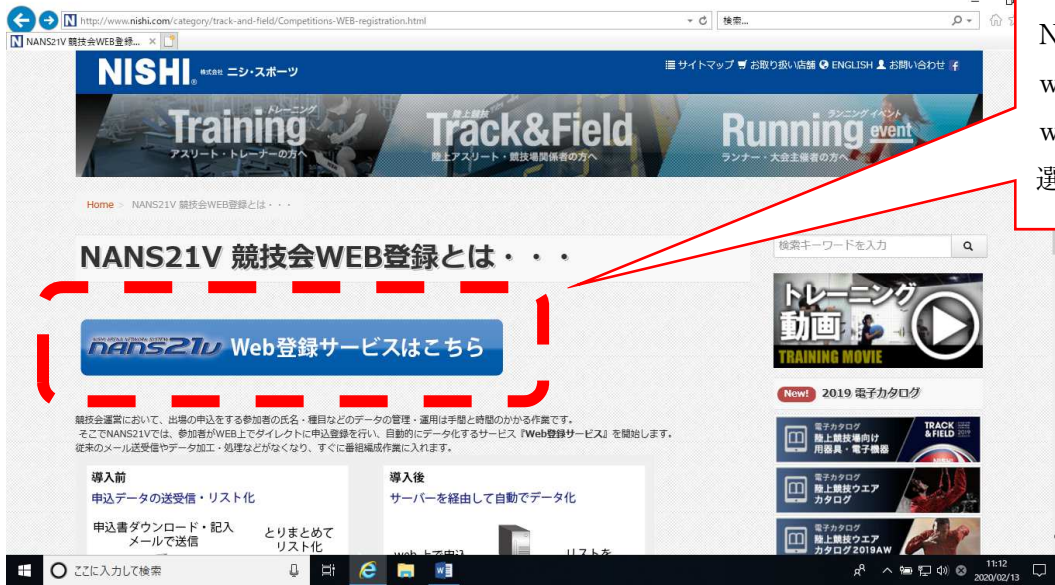 http://www.nishi.com/category/track-and-field/Competitions-WEB-registration.html
検索...
NANS21V 競技会WEB登録...
NISHI 株式会社 ニシ・スポーツ
サイトマップ お取り扱い店舗 ENGLISH お問い合わせ
トレーニング
Training
アスリート・トレーナーの方へ
陸上競技
Track&Field
陸上アスリート・競技場関係者の方へ
ランニングイベント
Running event
ランナー・大会主催者の方へ
N
w
w
選
Home > NANS21V 競技会WEB登録とは・・・
NANS21V 競技会WEB登録とは・・・
検索キーワードを入力
nans21v Web登録サービスはこちら
トレーニング
動画
TRAINING MOVIE
New! 2019 電子カタログ
競技会運営において、出場の申込をする参加者の氏名・種目などのデータの管理・運用は手間と時間のかかる作業です。
そこでNANS21Vでは、参加者がWEB上でダイレクトに申込登録を行い、自動的にデータ化するサービス『Web登録サービス』を開始します。
従来のメール送受信やデータ加工・処理などがなくなり、すぐに番組編成作業に入れます。
電子カタログ
陸上競技場向け
用器具・電子機器
TRACK & FIELD 2019
導入前
申込データの送受信・リスト化
申込書ダウンロード・記入
メールで送信
とりまとめて
リスト化
導入後
サーバーを経由して自動でデータ化
web 上で申込
リストを
電子カタログ
陸上競技ウエア
カタログ
電子カタログ
陸上競技ウエア
カタログ2019AW
ここに入力して検索
11:12
2020/02/13